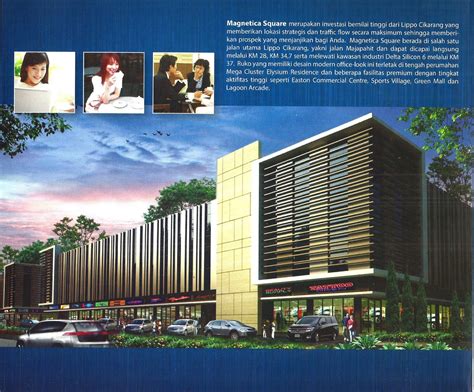 Magnetica Square merupakan investasi bernilai tinggi dari Lippo Cikarang yang
memberikan lokasi strategis dan traffic flow secara maksimum sehingga memberi-
kan prospek yang menjanjikan bagi Anda. Magnetica Square berada di salah satu
jalan utama Lippo Cikarang, yakni jalan Majapahit dan dapat dicapai langsung
melalui KM 28, KM 34,7 serta melewati kawasan industri Delta Silicon 6 melalui KM
37. Ruko yang memiliki desain modern office-look ini terletak di tengah perumahan
Mega Cluster Elysium Residence dan beberapa fasilitas premium dengan tingkat
aktifitas tinggi seperti Easton Commercial Centre, Sports Village, Green Mall dan
Lagoon Arcade.